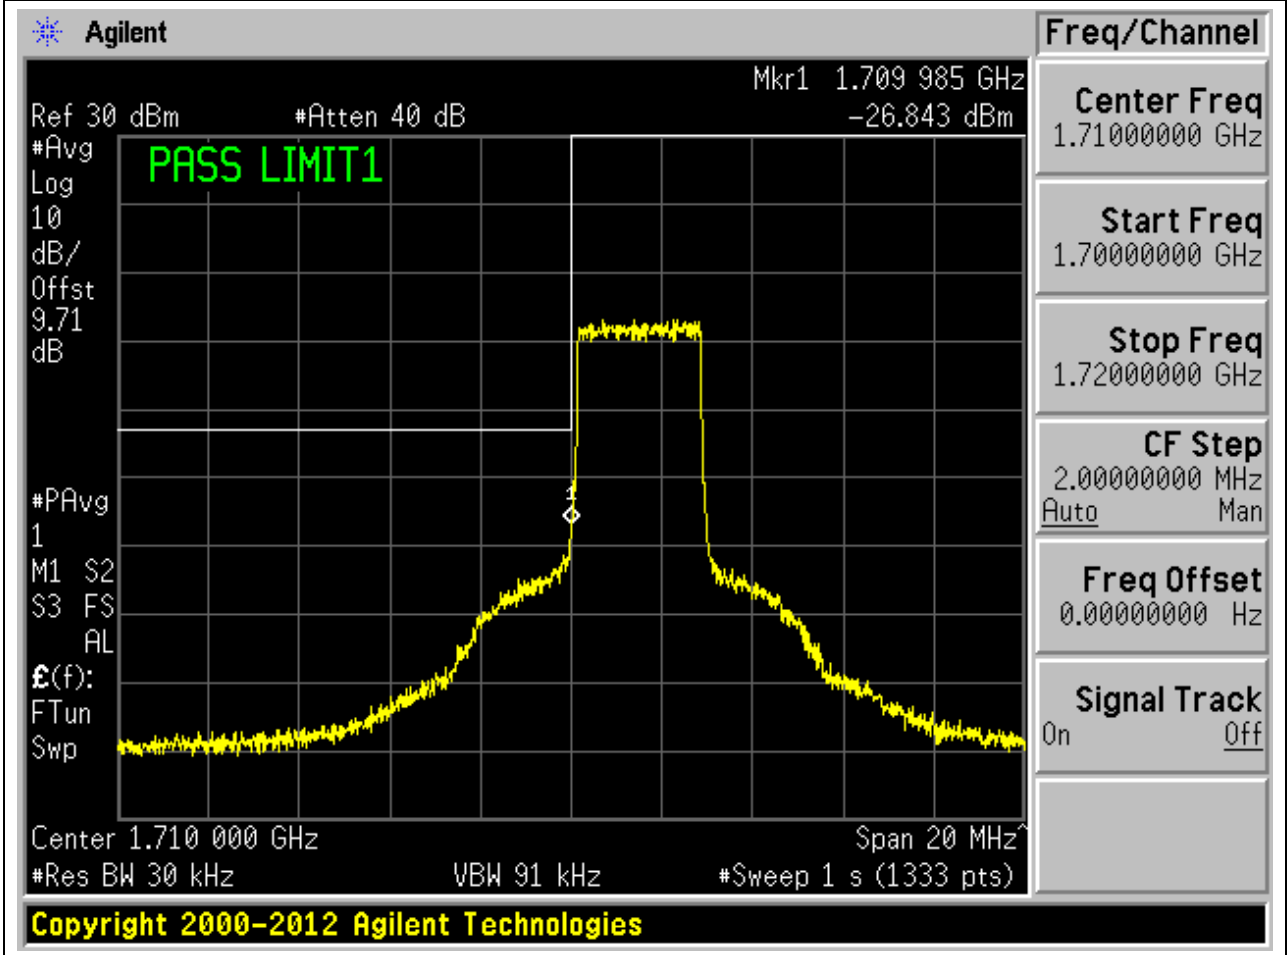 Agilent
Freq/Channel
Mkr1 1.709 985 GHz
Ref 30 dBm #Atten 40 dB -26.843 dBm
#Avg
Log
10
dB/
Offst
9.71
dB
PASS LIMIT1
1
#PAvg
1
M1 S2
S3 FS
AL
£(f):
FTun
Swp
Center 1.710 000 GHz Span 20 MHz^
#Res BW 30 kHz VBW 91 kHz #Sweep 1 s (1333 pts)
Copyright 2000-2012 Agilent Technologies
Center Freq
1.71000000 GHz
Start Freq
1.70000000 GHz
Stop Freq
1.72000000 GHz
CF Step
2.00000000 MHz
Auto Man
Freq Offset
0.00000000 Hz
Signal Track
On Off